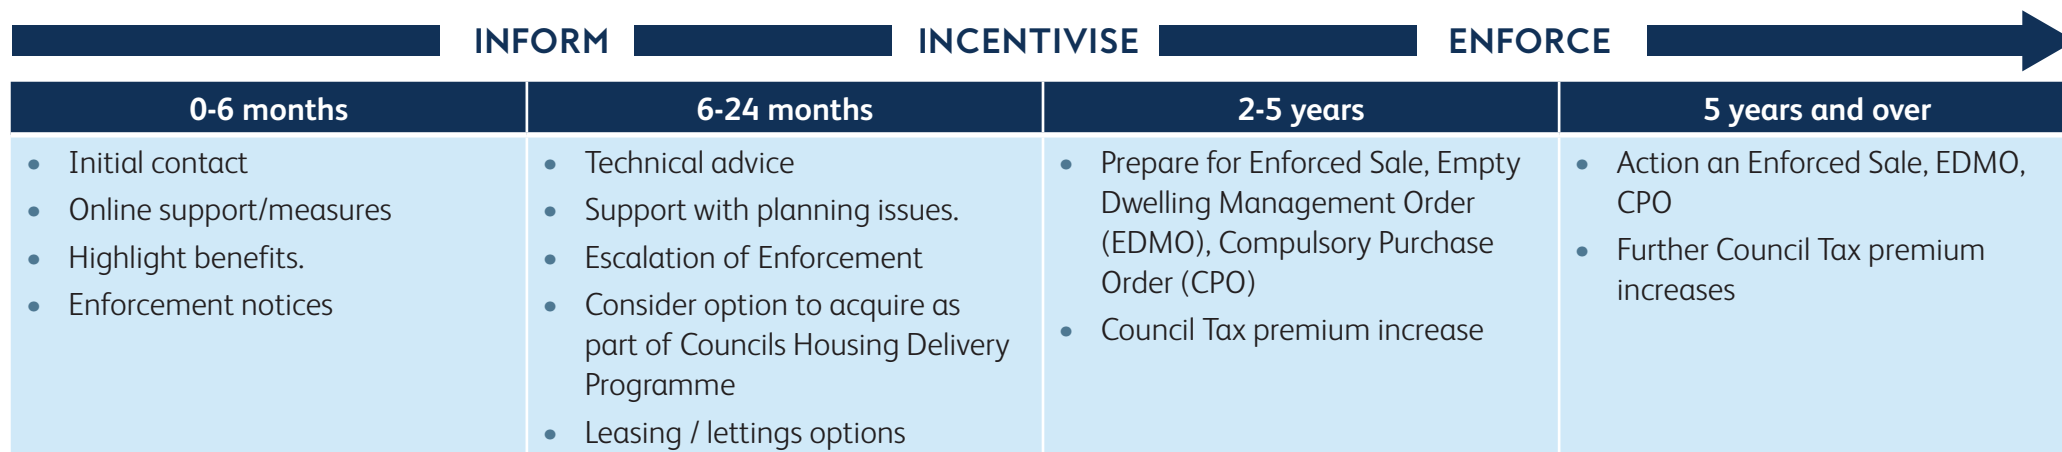 INFORM INCENTIVISE ENFORCE
0-6 months
• Initial contact
• Online support/measures
• Highlight benefits.
• Enforcement notices
6-24 months
• Technical advice
• Support with planning issues.
• Escalation of Enforcement
• Consider option to acquire as
part of Councils Housing Delivery
Programme
• Leasing / lettings options
2-5 years
• Prepare for Enforced Sale, Empty
Dwelling Management Order
(EDMO), Compulsory Purchase
Order (CPO)
• Council Tax premium increase
5 years and over
• Action an Enforced Sale, EDMO,
CPO
• Further Council Tax premium
increases